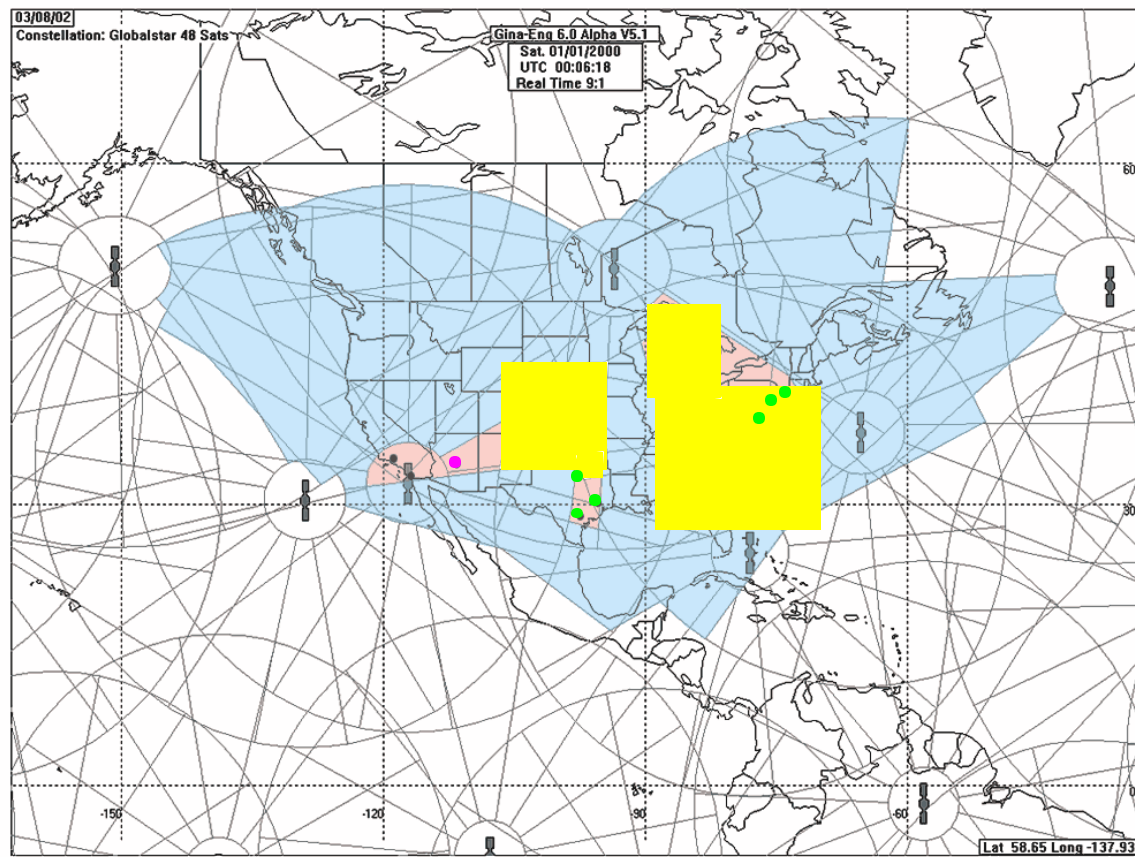 03/08/02
Constellation: Globalstar 48 Sats
Gina-Eng 6.0 Alpha V5.1
Sat. 01/01/2000
UTC 00:06:18
Real Time 9:1
60
30
0
-150
-120
-90
-60
Lat 58.65 Long -137.93